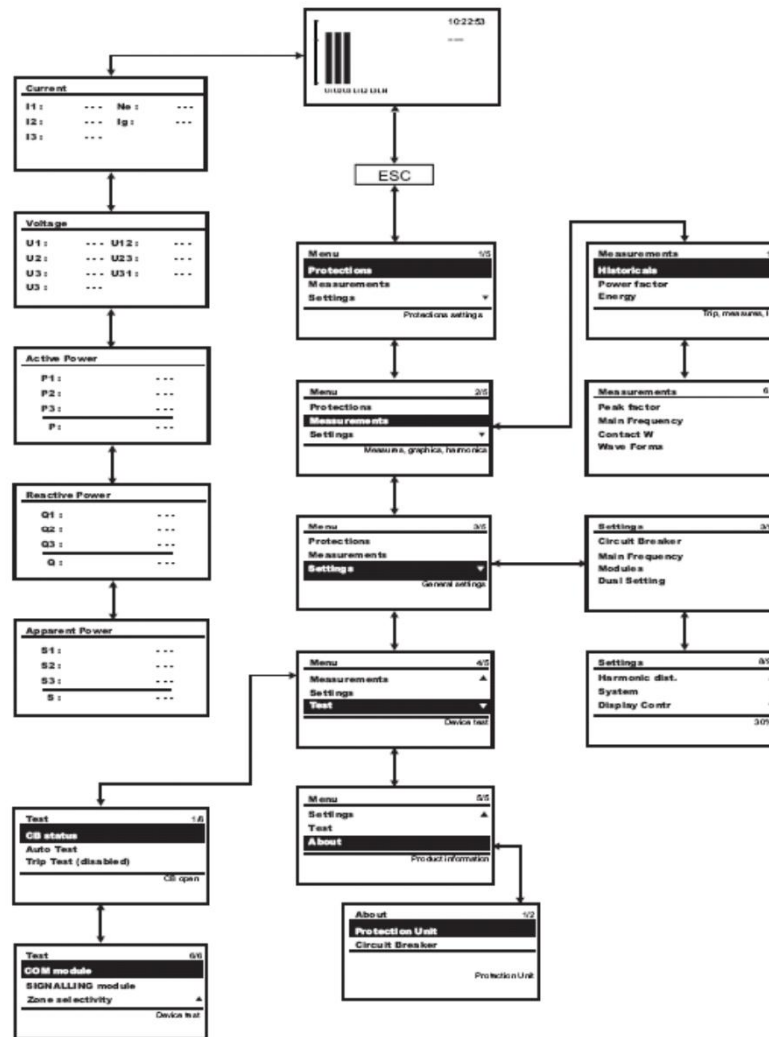 10:22:53
----
Current
I1: --- Ne: ---
I2: --- Ig: ---
I3: ---
ESC
Voltage
U1: --- U12: ---
U2: --- U23: ---
U3: --- U31: ---
U3: ---
Menu 1/5
Protections
Measurements
Settings
Protections settings
Measurements
Historicals
Power factor
Energy
Trip, measures,
Active Power
P1: ---
P2: ---
P3: ---
P: ---
Menu 2/5
Protections
Measurements
Settings
Measures, graphics, harmonics
Measurements
Peak factor
Main Frequency
Contact W
Wave Forms
Reactive Power
Q1: ---
Q2: ---
Q3: ---
Q: ---
Menu 3/5
Protections
Measurements
Settings
General settings
Settings
Circuit Breaker
Main Frequency
Modules
Dual Setting
Apparent Power
S1: ---
S2: ---
S3: ---
S: ---
Menu 4/5
Measurements
Settings
Test
Device test
Settings
Harmonic dist.
System
Display Contr
30%
Menu 5/5
Settings
Test
About
Product information
Test 1/6
CB status
Auto Test
Trip Test (disabled)
CB open
About 1/2
Protection Unit
Circuit Breaker
Protection Unit
Test 6/6
COM module
SIGNALLING module
Zone selectivity
Device test